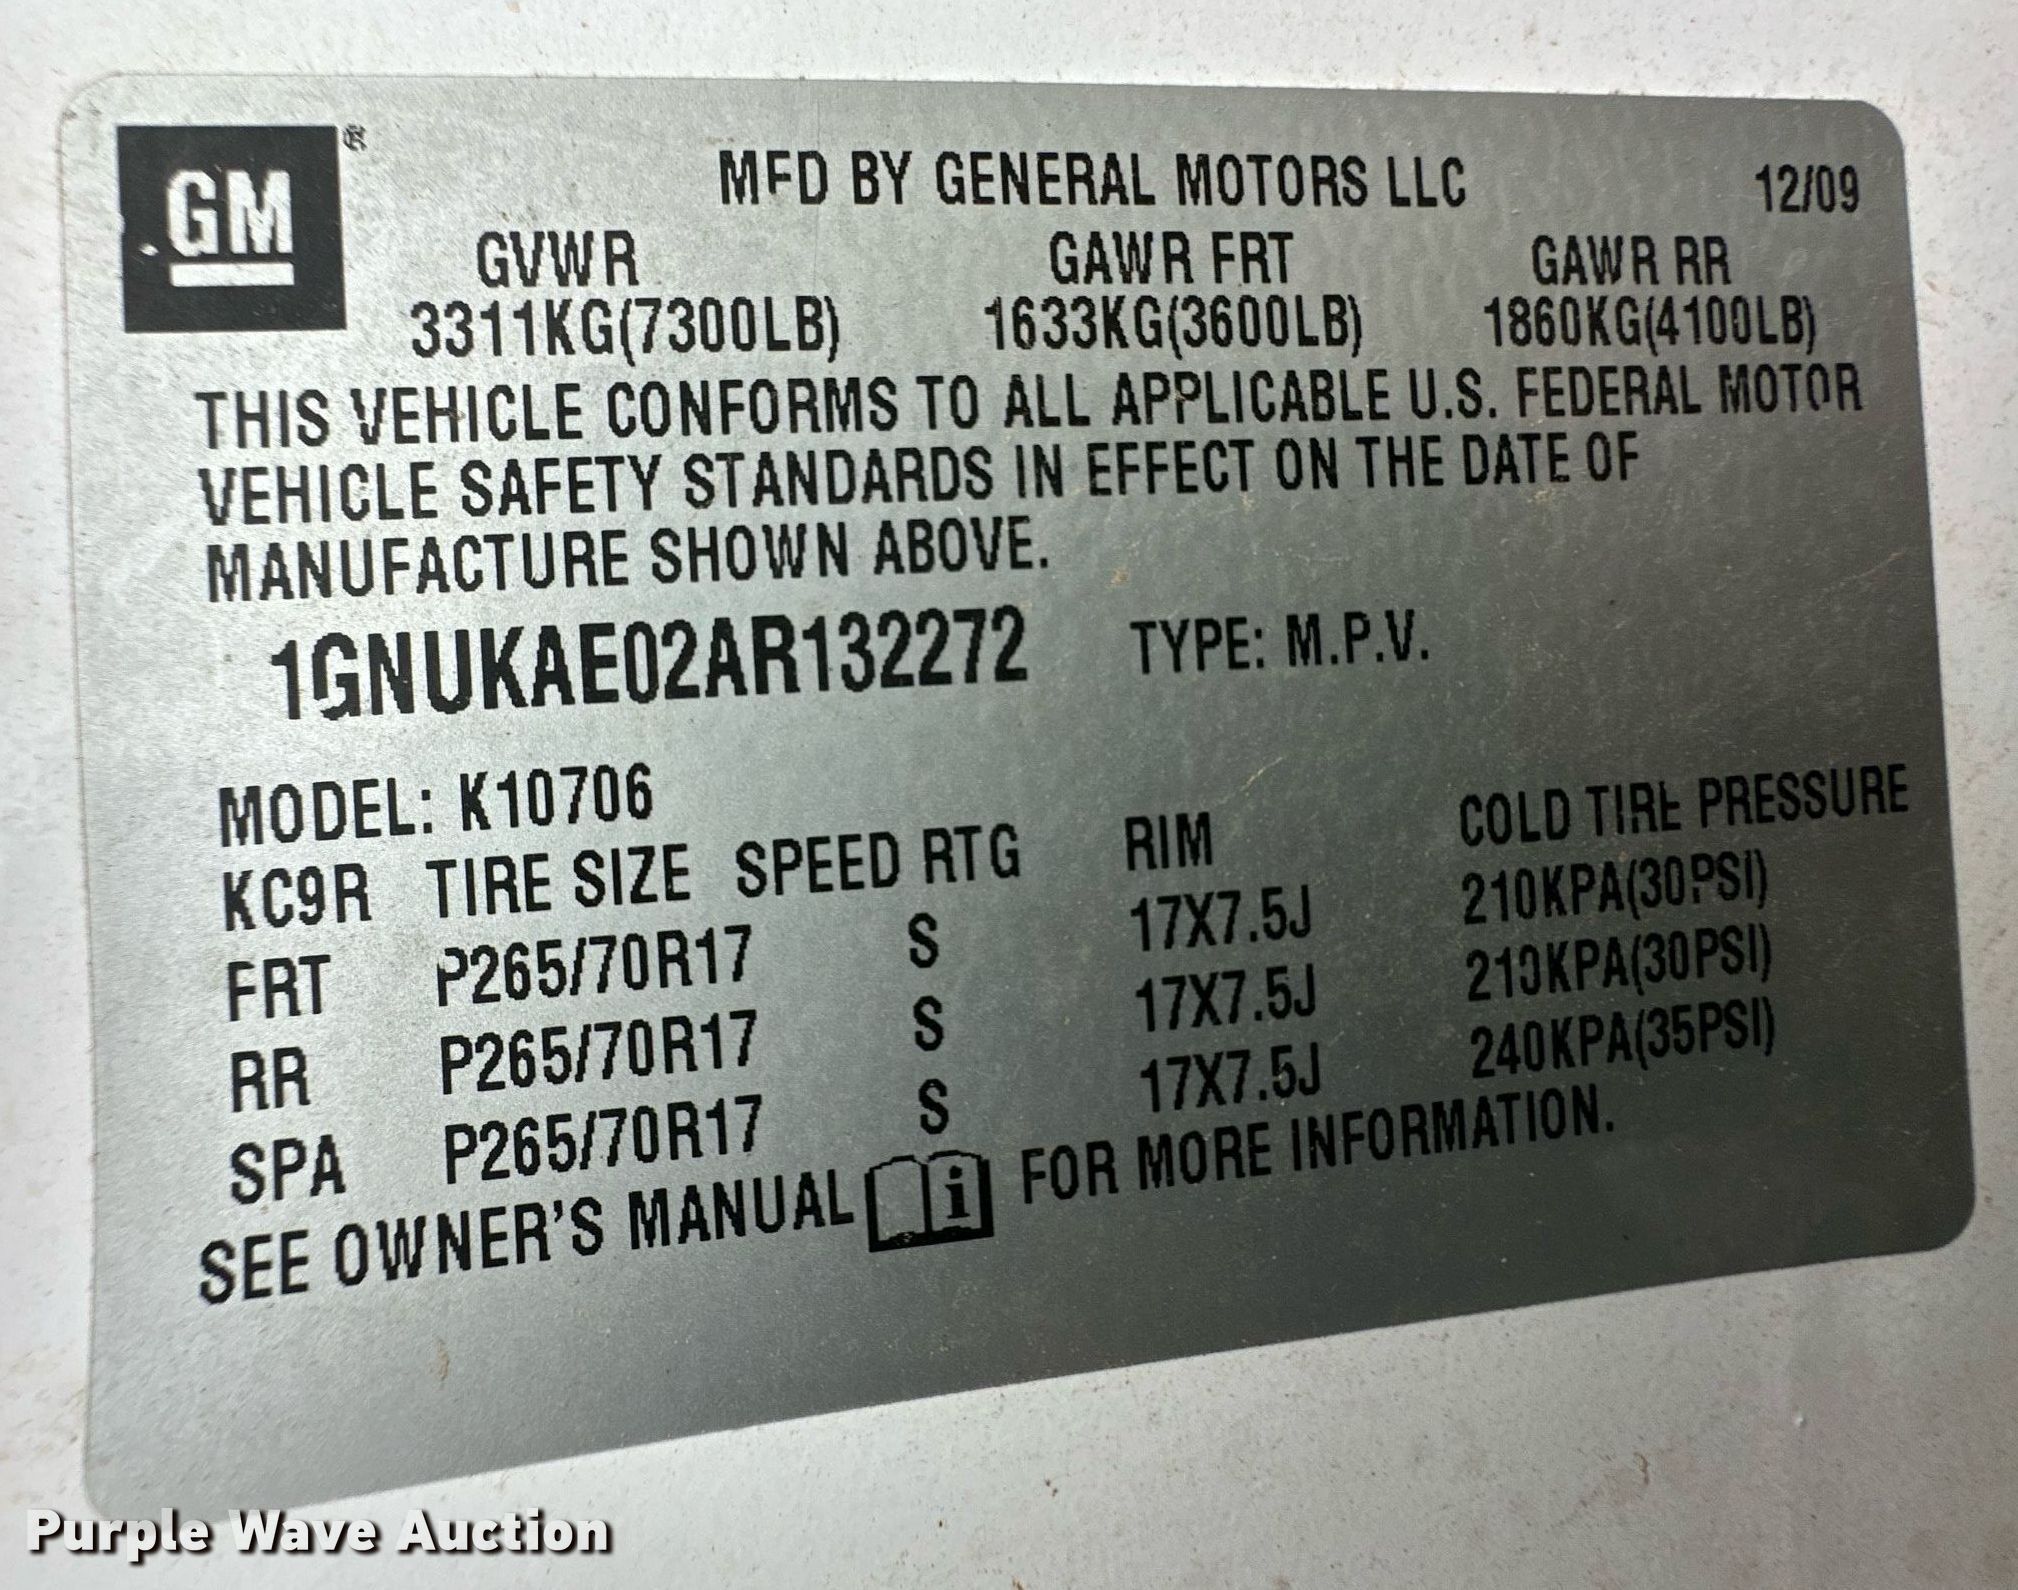 GM®
MFD BY GENERAL MOTORS LLC 12/09
GVWR GAWR FRT GAWR RR
3311KG(7300LB) 1633KG(3600LB) 1860KG(4100LB)
THIS VEHICLE CONFORMS TO ALL APPLICABLE U.S. FEDERAL MOTOR
VEHICLE SAFETY STANDARDS IN EFFECT ON THE DATE OF
MANUFACTURE SHOWN ABOVE.
1GNUKAE02AR132272 TYPE: M.P.V.
MODEL: K10706
KC9R TIRE SIZE SPEED RTG RIM COLD TIRE PRESSURE
FRT P265/70R17 S 17X7.5J 210KPA(30PSI)
RR P265/70R17 S 17X7.5J 210KPA(30PSI)
SPA P265/70R17 S 17X7.5J 240KPA(35PSI)
SEE OWNER'S MANUAL i FOR MORE INFORMATION.
Purple Wave Auction